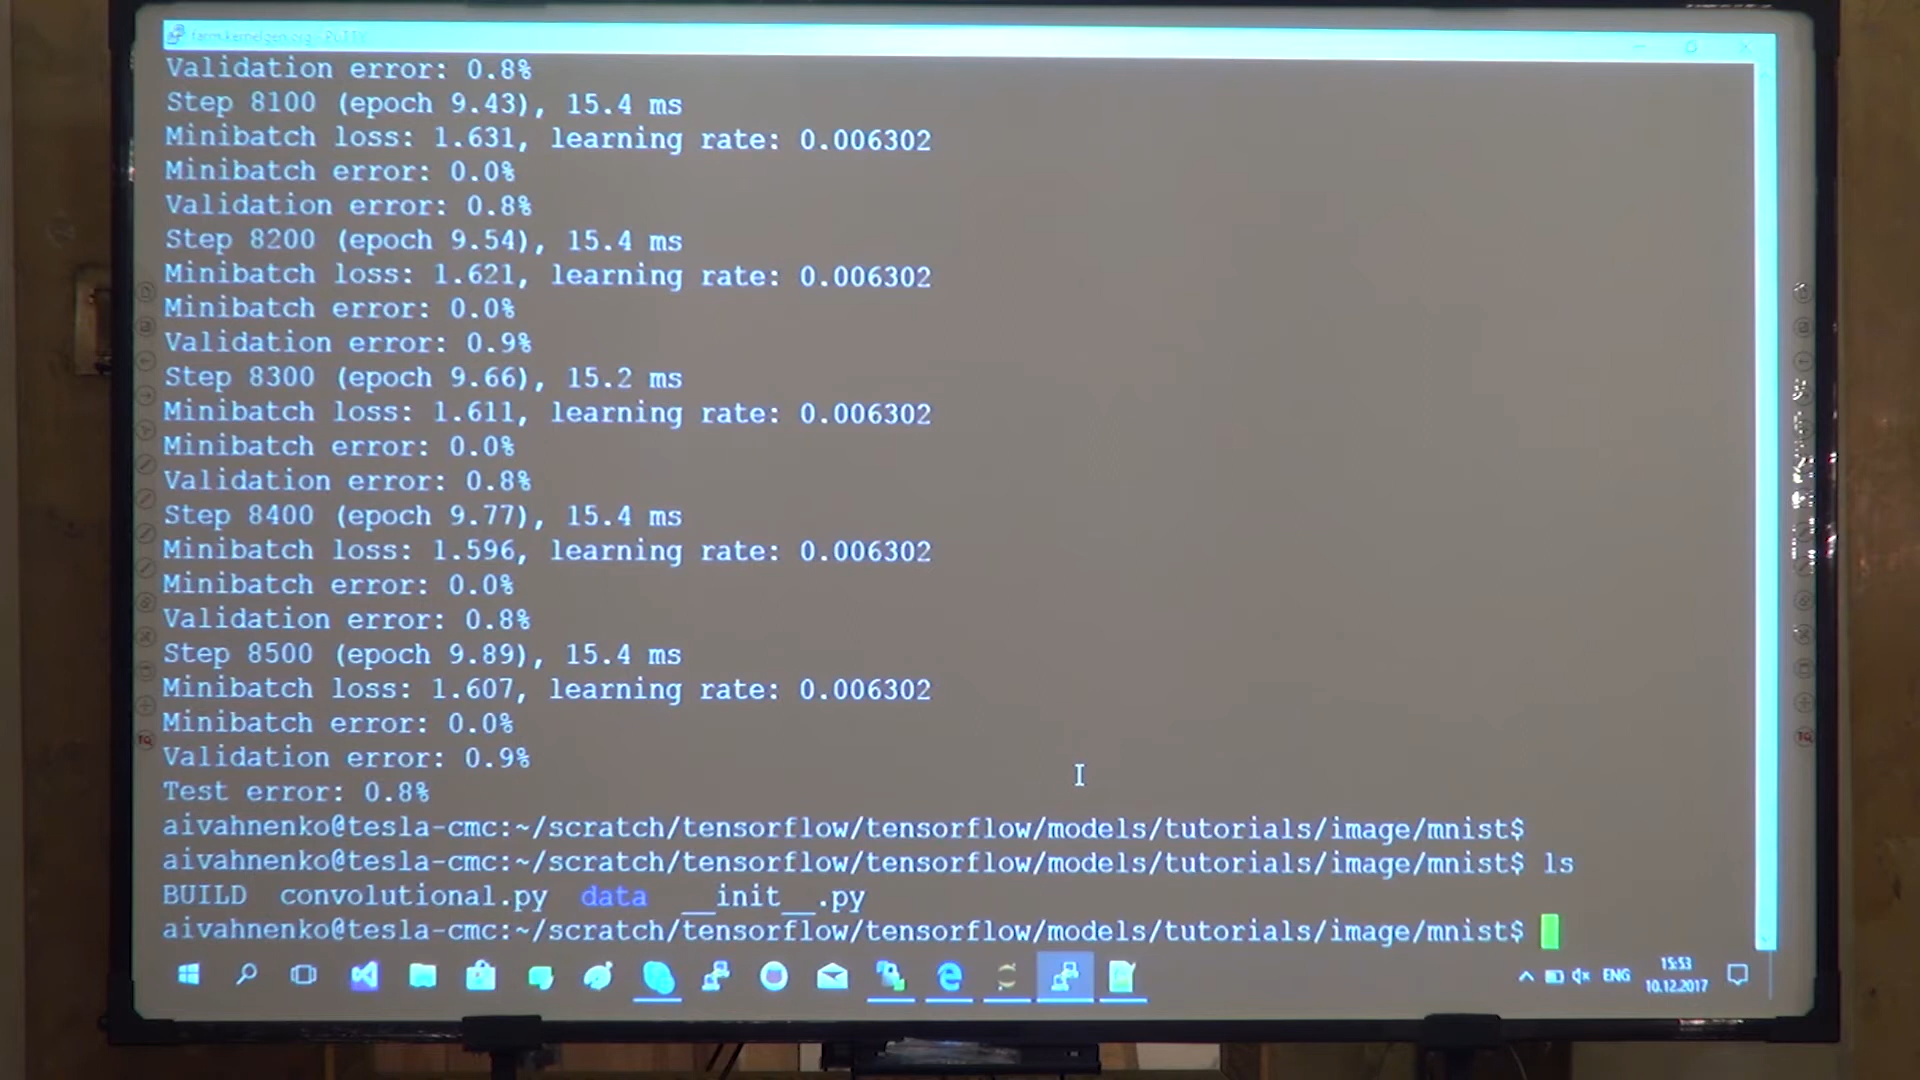 farm.kernelgen.org - PuTTY
Validation error: 0.8%
Step 8100 (epoch 9.43), 15.4 ms
Minibatch loss: 1.631, learning rate: 0.006302
Minibatch error: 0.0%
Validation error: 0.8%
Step 8200 (epoch 9.54), 15.4 ms
Minibatch loss: 1.621, learning rate: 0.006302
Minibatch error: 0.0%
Validation error: 0.9%
Step 8300 (epoch 9.66), 15.2 ms
Minibatch loss: 1.611, learning rate: 0.006302
Minibatch error: 0.0%
Validation error: 0.8%
Step 8400 (epoch 9.77), 15.4 ms
Minibatch loss: 1.596, learning rate: 0.006302
Minibatch error: 0.0%
Validation error: 0.8%
Step 8500 (epoch 9.89), 15.4 ms
Minibatch loss: 1.607, learning rate: 0.006302
Minibatch error: 0.0%
Validation error: 0.9%
Test error: 0.8%
aivahnenko@tesla-cmc:~/scratch/tensorflow/tensorflow/models/tutorials/image/mnist$
aivahnenko@tesla-cmc:~/scratch/tensorflow/tensorflow/models/tutorials/image/mnist$ ls
BUILD convolutional.py data __init__.py
aivahnenko@tesla-cmc:~/scratch/tensorflow/tensorflow/models/tutorials/image/mnist$
ENG
15:53
10.12.2017